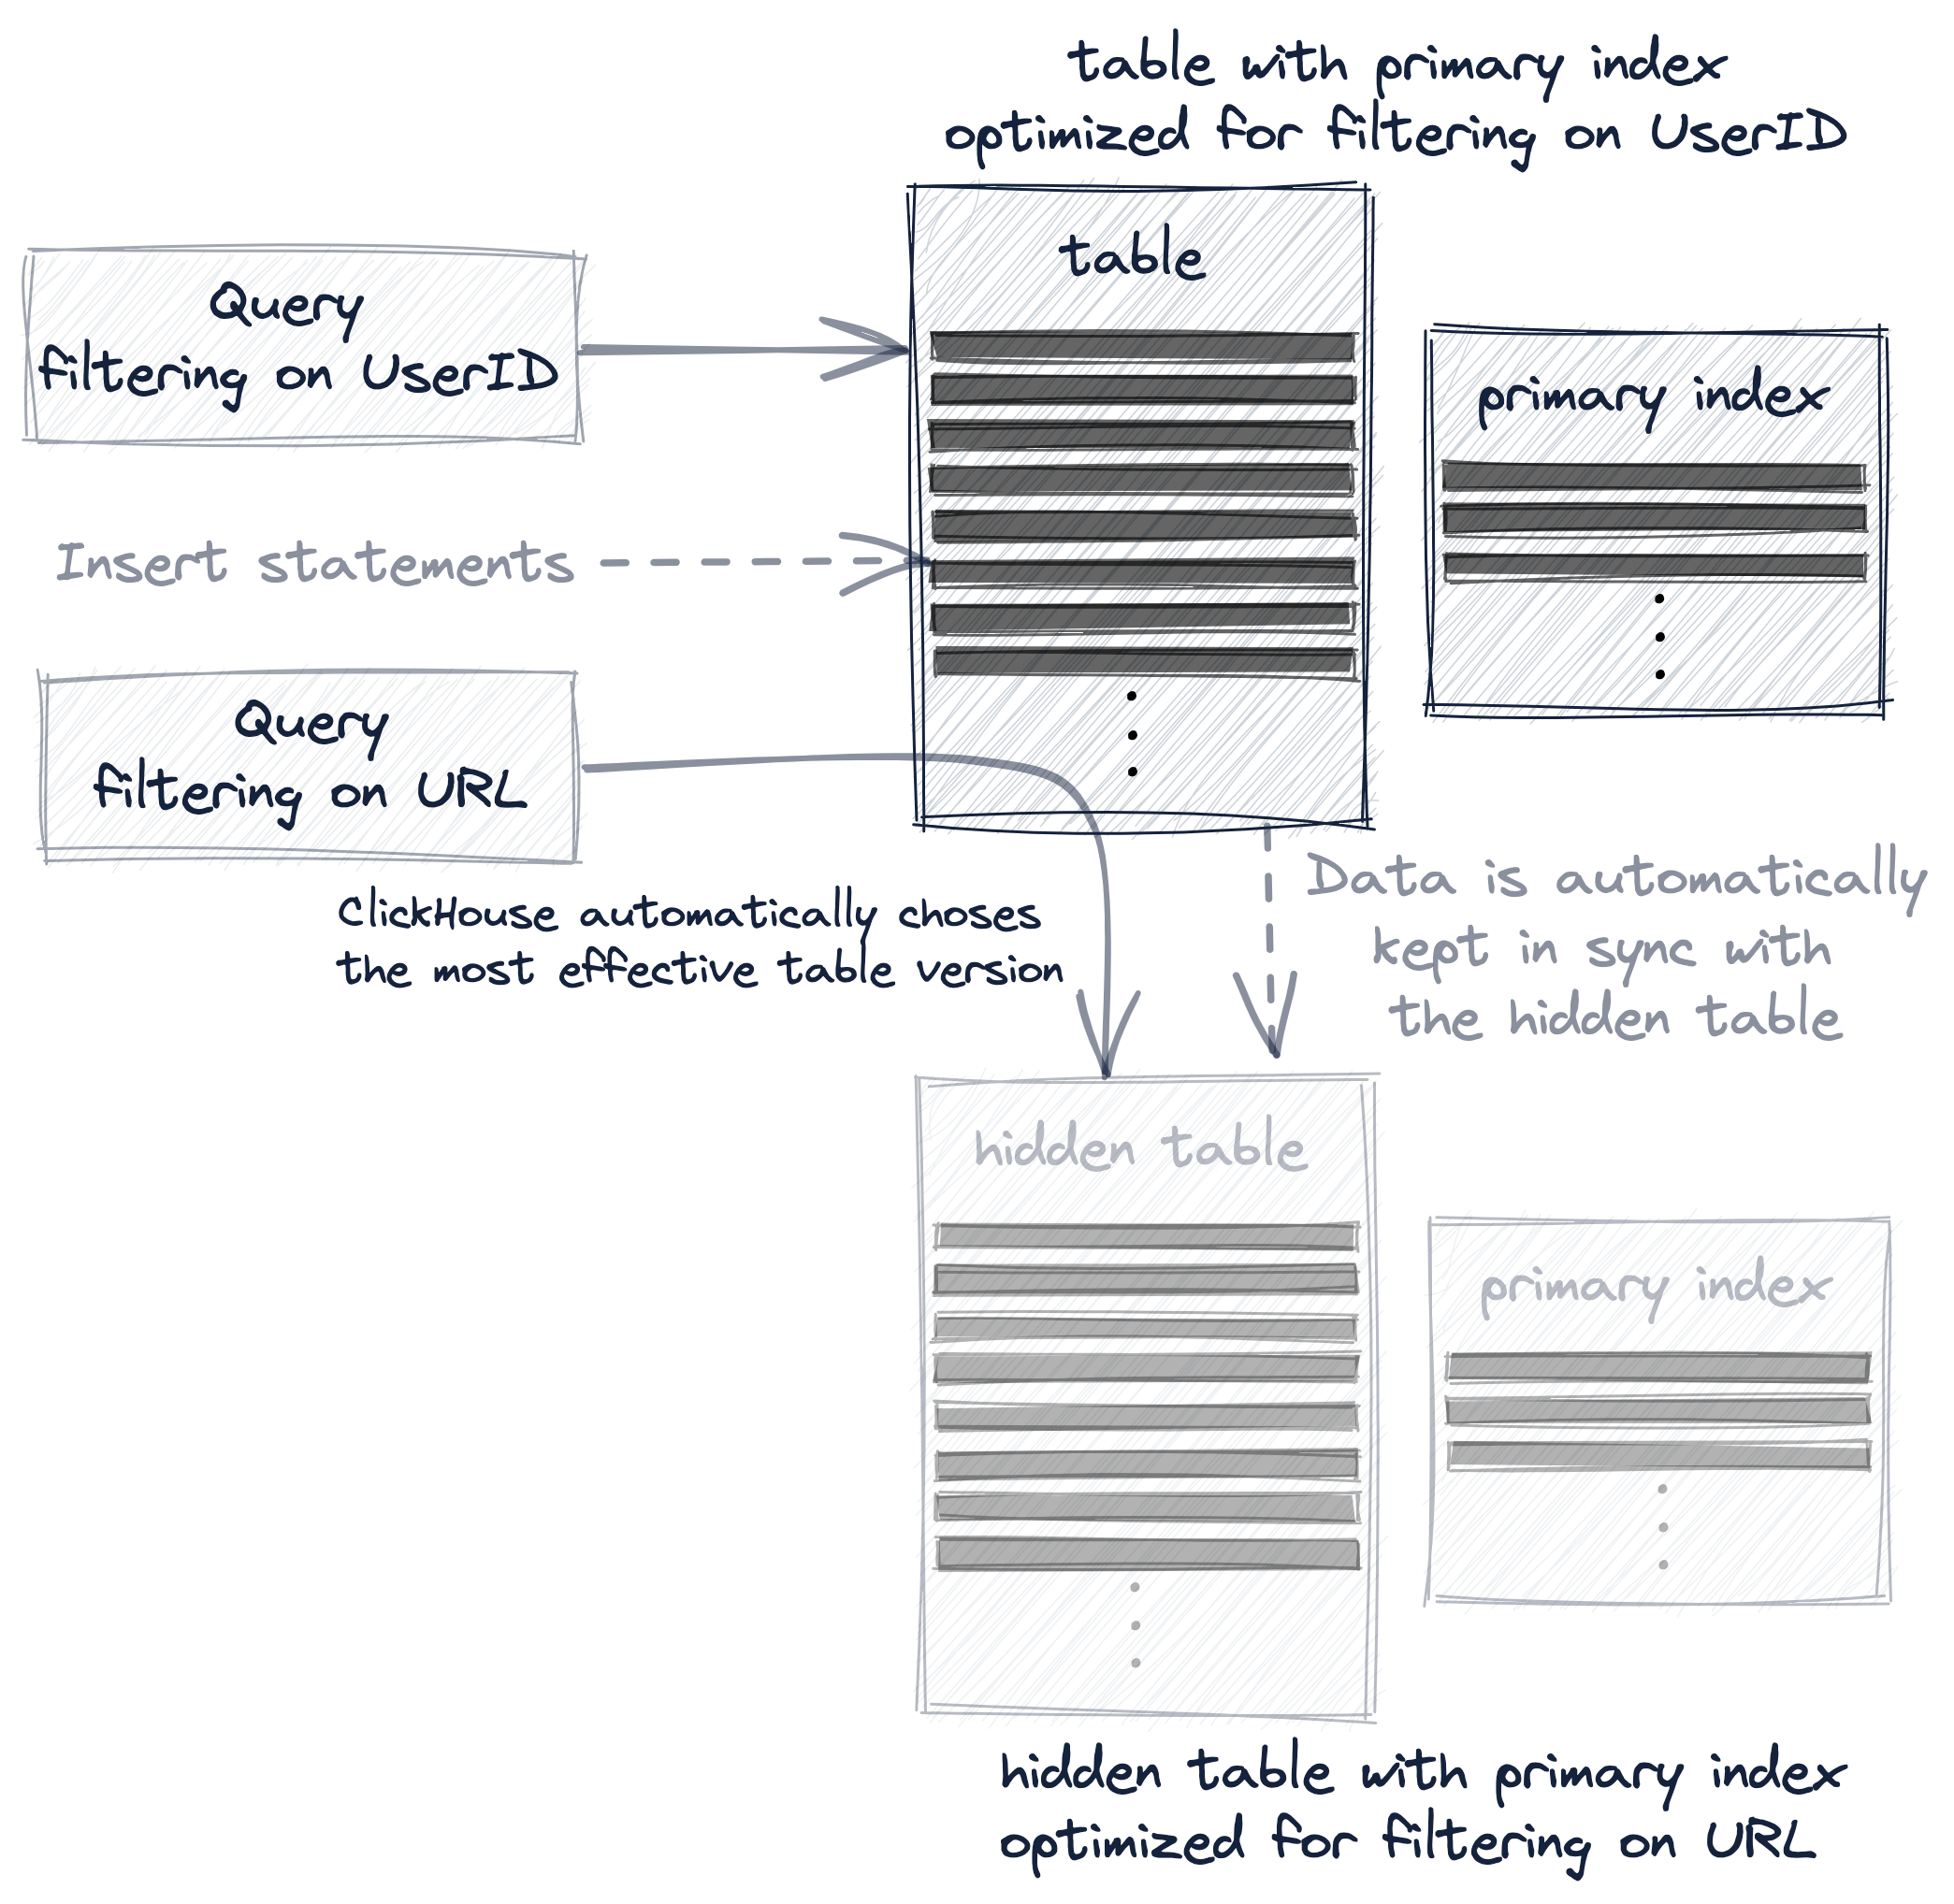 table with primary index
optimized for filtering on UserID
table
Query
filtering on UserID
primary index
Insert statements
Query
filtering on URL
ClickHouse automatically choses
the most effective table version
Data is automatically
kept in sync with
the hidden table
hidden table
primary index
hidden table with primary index
optimized for filtering on URL